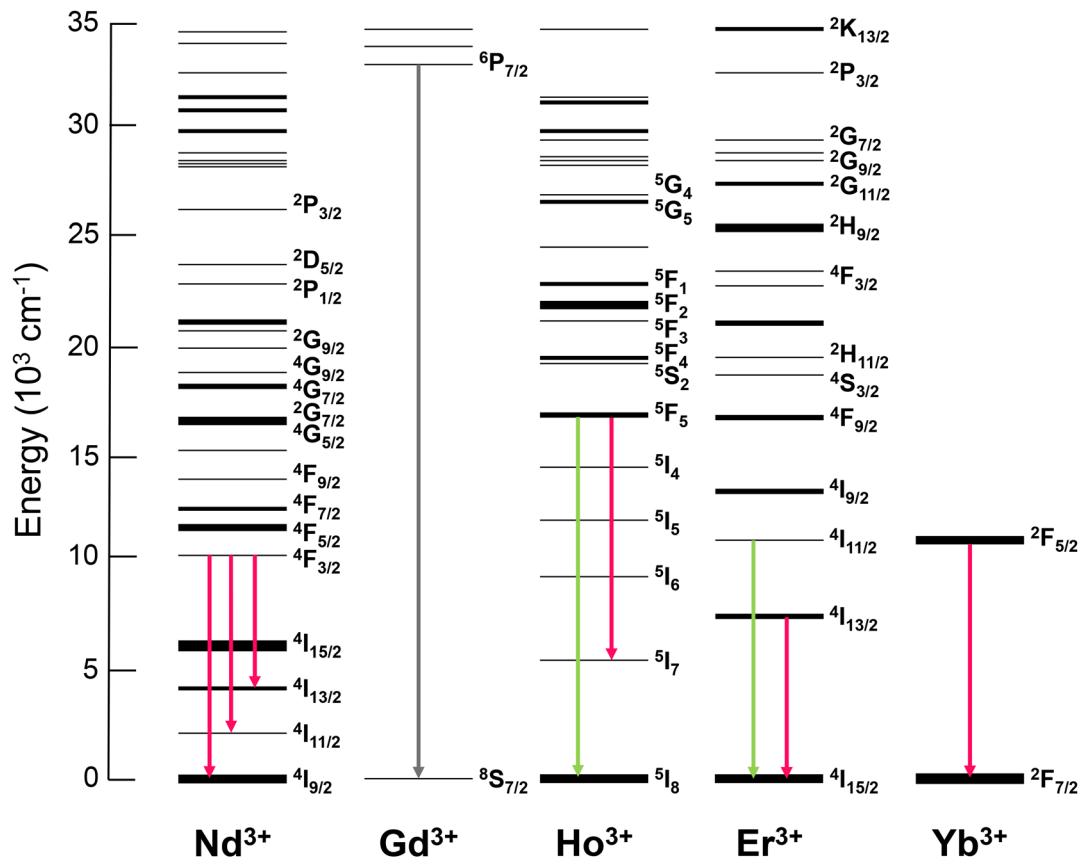 Energy (10³ cm⁻¹)
35
30
25
20
15
10
5
0
²P₃/₂
²D₅/₂
²P₁/₂
²G₉/₂
⁴G₉/₂
⁴G₇/₂
²G₇/₂
⁴G₅/₂
⁴F₉/₂
⁴F₇/₂
⁴F₅/₂
⁴F₃/₂
⁴I₁₅/₂
⁴I₁₃/₂
⁴I₁₁/₂
⁴I₉/₂
Nd³⁺
⁶P₇/₂
⁸S₇/₂
Gd³⁺
⁵G₄
⁵G₅
⁵F₁
⁵F₂
⁵F₃
⁵F₄
⁵S₂
⁵F₅
⁵I₄
⁵I₅
⁵I₆
⁵I₇
⁵I₈
Ho³⁺
²K₁₃/₂
²P₃/₂
²G₇/₂
²G₉/₂
²G₁₁/₂
²H₉/₂
⁴F₃/₂
²H₁₁/₂
⁴S₃/₂
⁴F₉/₂
⁴I₉/₂
⁴I₁₁/₂
⁴I₁₃/₂
⁴I₁₅/₂
Er³⁺
²F₅/₂
²F₇/₂
Yb³⁺